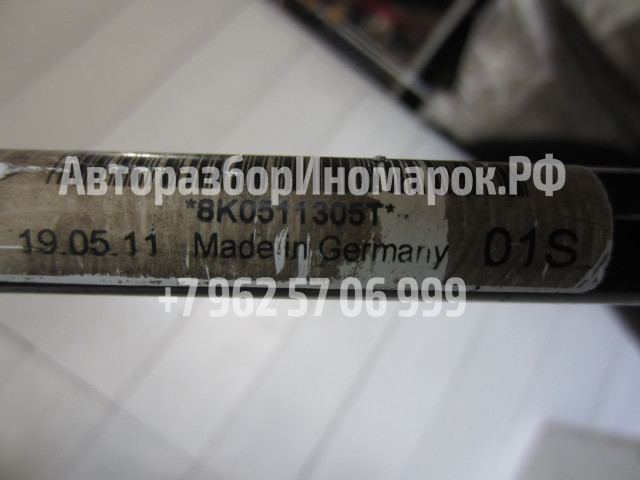 АвторазборИномарок.РФ
*8K0511305T*
19.05.11 Made in Germany 01S
+7 962 57 06 999